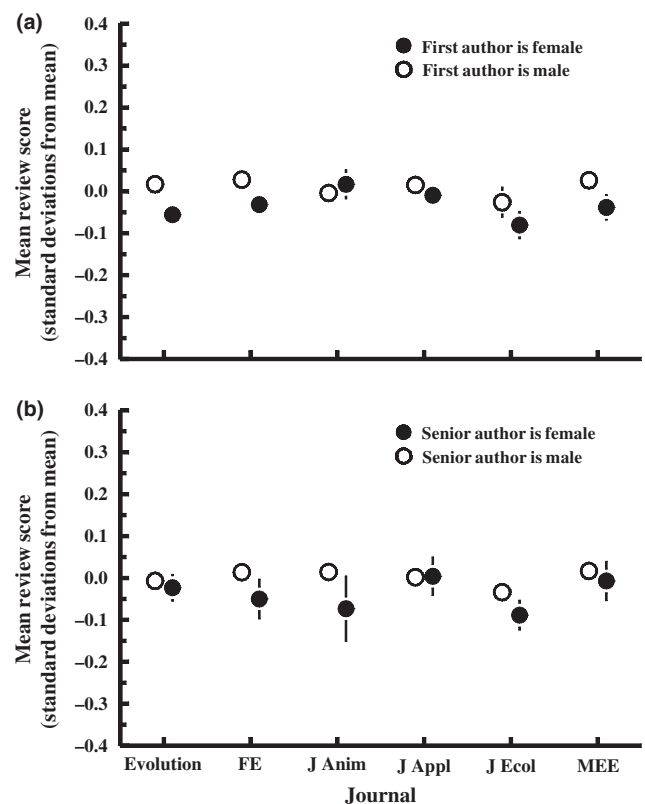 (a)
0.4
0.3
0.2
0.1
0.0
−0.1
−0.2
−0.3
−0.4
Mean review score
(standard deviations from mean)
First author is female
First author is male
(b)
0.4
0.3
0.2
0.1
0.0
−0.1
−0.2
−0.3
−0.4
Mean review score
(standard deviations from mean)
Senior author is female
Senior author is male
Evolution FE J Anim J Appl J Ecol MEE
Journal